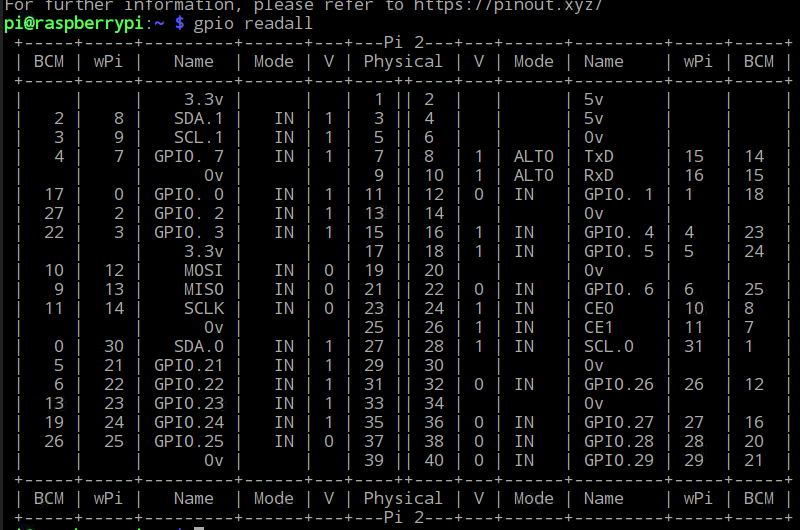 For further information, please refer to https://pinout.xyz/
pi@raspberrypi:~ $ gpio readall
+-----+-----+---------+------+---+---Pi 2---+---+------+---------+-----+-----+
| BCM | wPi | Name | Mode | V | Physical | V | Mode | Name | wPi | BCM |
+-----+-----+---------+------+---+----++----+---+------+---------+-----+-----+
| | | 3.3v | | | 1 || 2 | | | 5v | | |
| 2 | 8 | SDA.1 | IN | 1 | 3 || 4 | | | 5v | | |
| 3 | 9 | SCL.1 | IN | 1 | 5 || 6 | | | 0v | | |
| 4 | 7 | GPIO. 7 | IN | 1 | 7 || 8 | 1 | ALT0 | TxD | 15 | 14 |
| | | 0v | | | 9 || 10 | 1 | ALT0 | RxD | 16 | 15 |
| 17 | 0 | GPIO. 0 | IN | 1 | 11 || 12 | 0 | IN | GPIO. 1 | 1 | 18 |
| 27 | 2 | GPIO. 2 | IN | 1 | 13 || 14 | | | 0v | | |
| 22 | 3 | GPIO. 3 | IN | 1 | 15 || 16 | 1 | IN | GPIO. 4 | 4 | 23 |
| | | 3.3v | | | 17 || 18 | 1 | IN | GPIO. 5 | 5 | 24 |
| 10 | 12 | MOSI | IN | 0 | 19 || 20 | | | 0v | | |
| 9 | 13 | MISO | IN | 0 | 21 || 22 | 0 | IN | GPIO. 6 | 6 | 25 |
| 11 | 14 | SCLK | IN | 0 | 23 || 24 | 1 | IN | CE0 | 10 | 8 |
| | | 0v | | | 25 || 26 | 1 | IN | CE1 | 11 | 7 |
| 0 | 30 | SDA.0 | IN | 1 | 27 || 28 | 1 | IN | SCL.0 | 31 | 1 |
| 5 | 21 | GPIO.21 | IN | 1 | 29 || 30 | | | 0v | | |
| 6 | 22 | GPIO.22 | IN | 1 | 31 || 32 | 0 | IN | GPIO.26 | 26 | 12 |
| 13 | 23 | GPIO.23 | IN | 1 | 33 || 34 | | | 0v | | |
| 19 | 24 | GPIO.24 | IN | 1 | 35 || 36 | 0 | IN | GPIO.27 | 27 | 16 |
| 26 | 25 | GPIO.25 | IN | 0 | 37 || 38 | 0 | IN | GPIO.28 | 28 | 20 |
| | | 0v | | | 39 || 40 | 0 | IN | GPIO.29 | 29 | 21 |
+-----+-----+---------+------+---+----++----+---+------+---------+-----+-----+
| BCM | wPi | Name | Mode | V | Physical | V | Mode | Name | wPi | BCM |
+-----+-----+---------+------+---+---Pi 2---+---+------+---------+-----+-----+